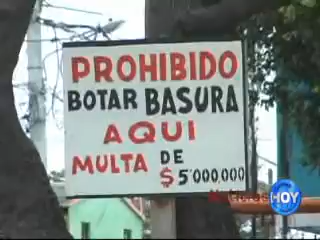 PROHIBIDO
BOTAR BASURA
AQUI
MULTA DE
$5'000,000
HOY